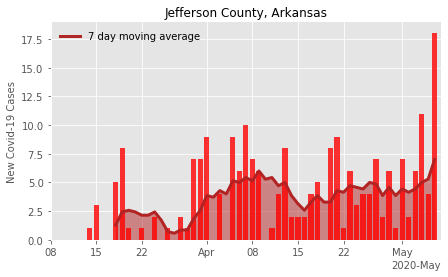 Jefferson County, Arkansas
7 day moving average
New Covid-19 Cases
17.5
15.0
12.5
10.0
7.5
5.0
2.5
0.0
08 15 22 Apr 08 15 22 May
2020-May